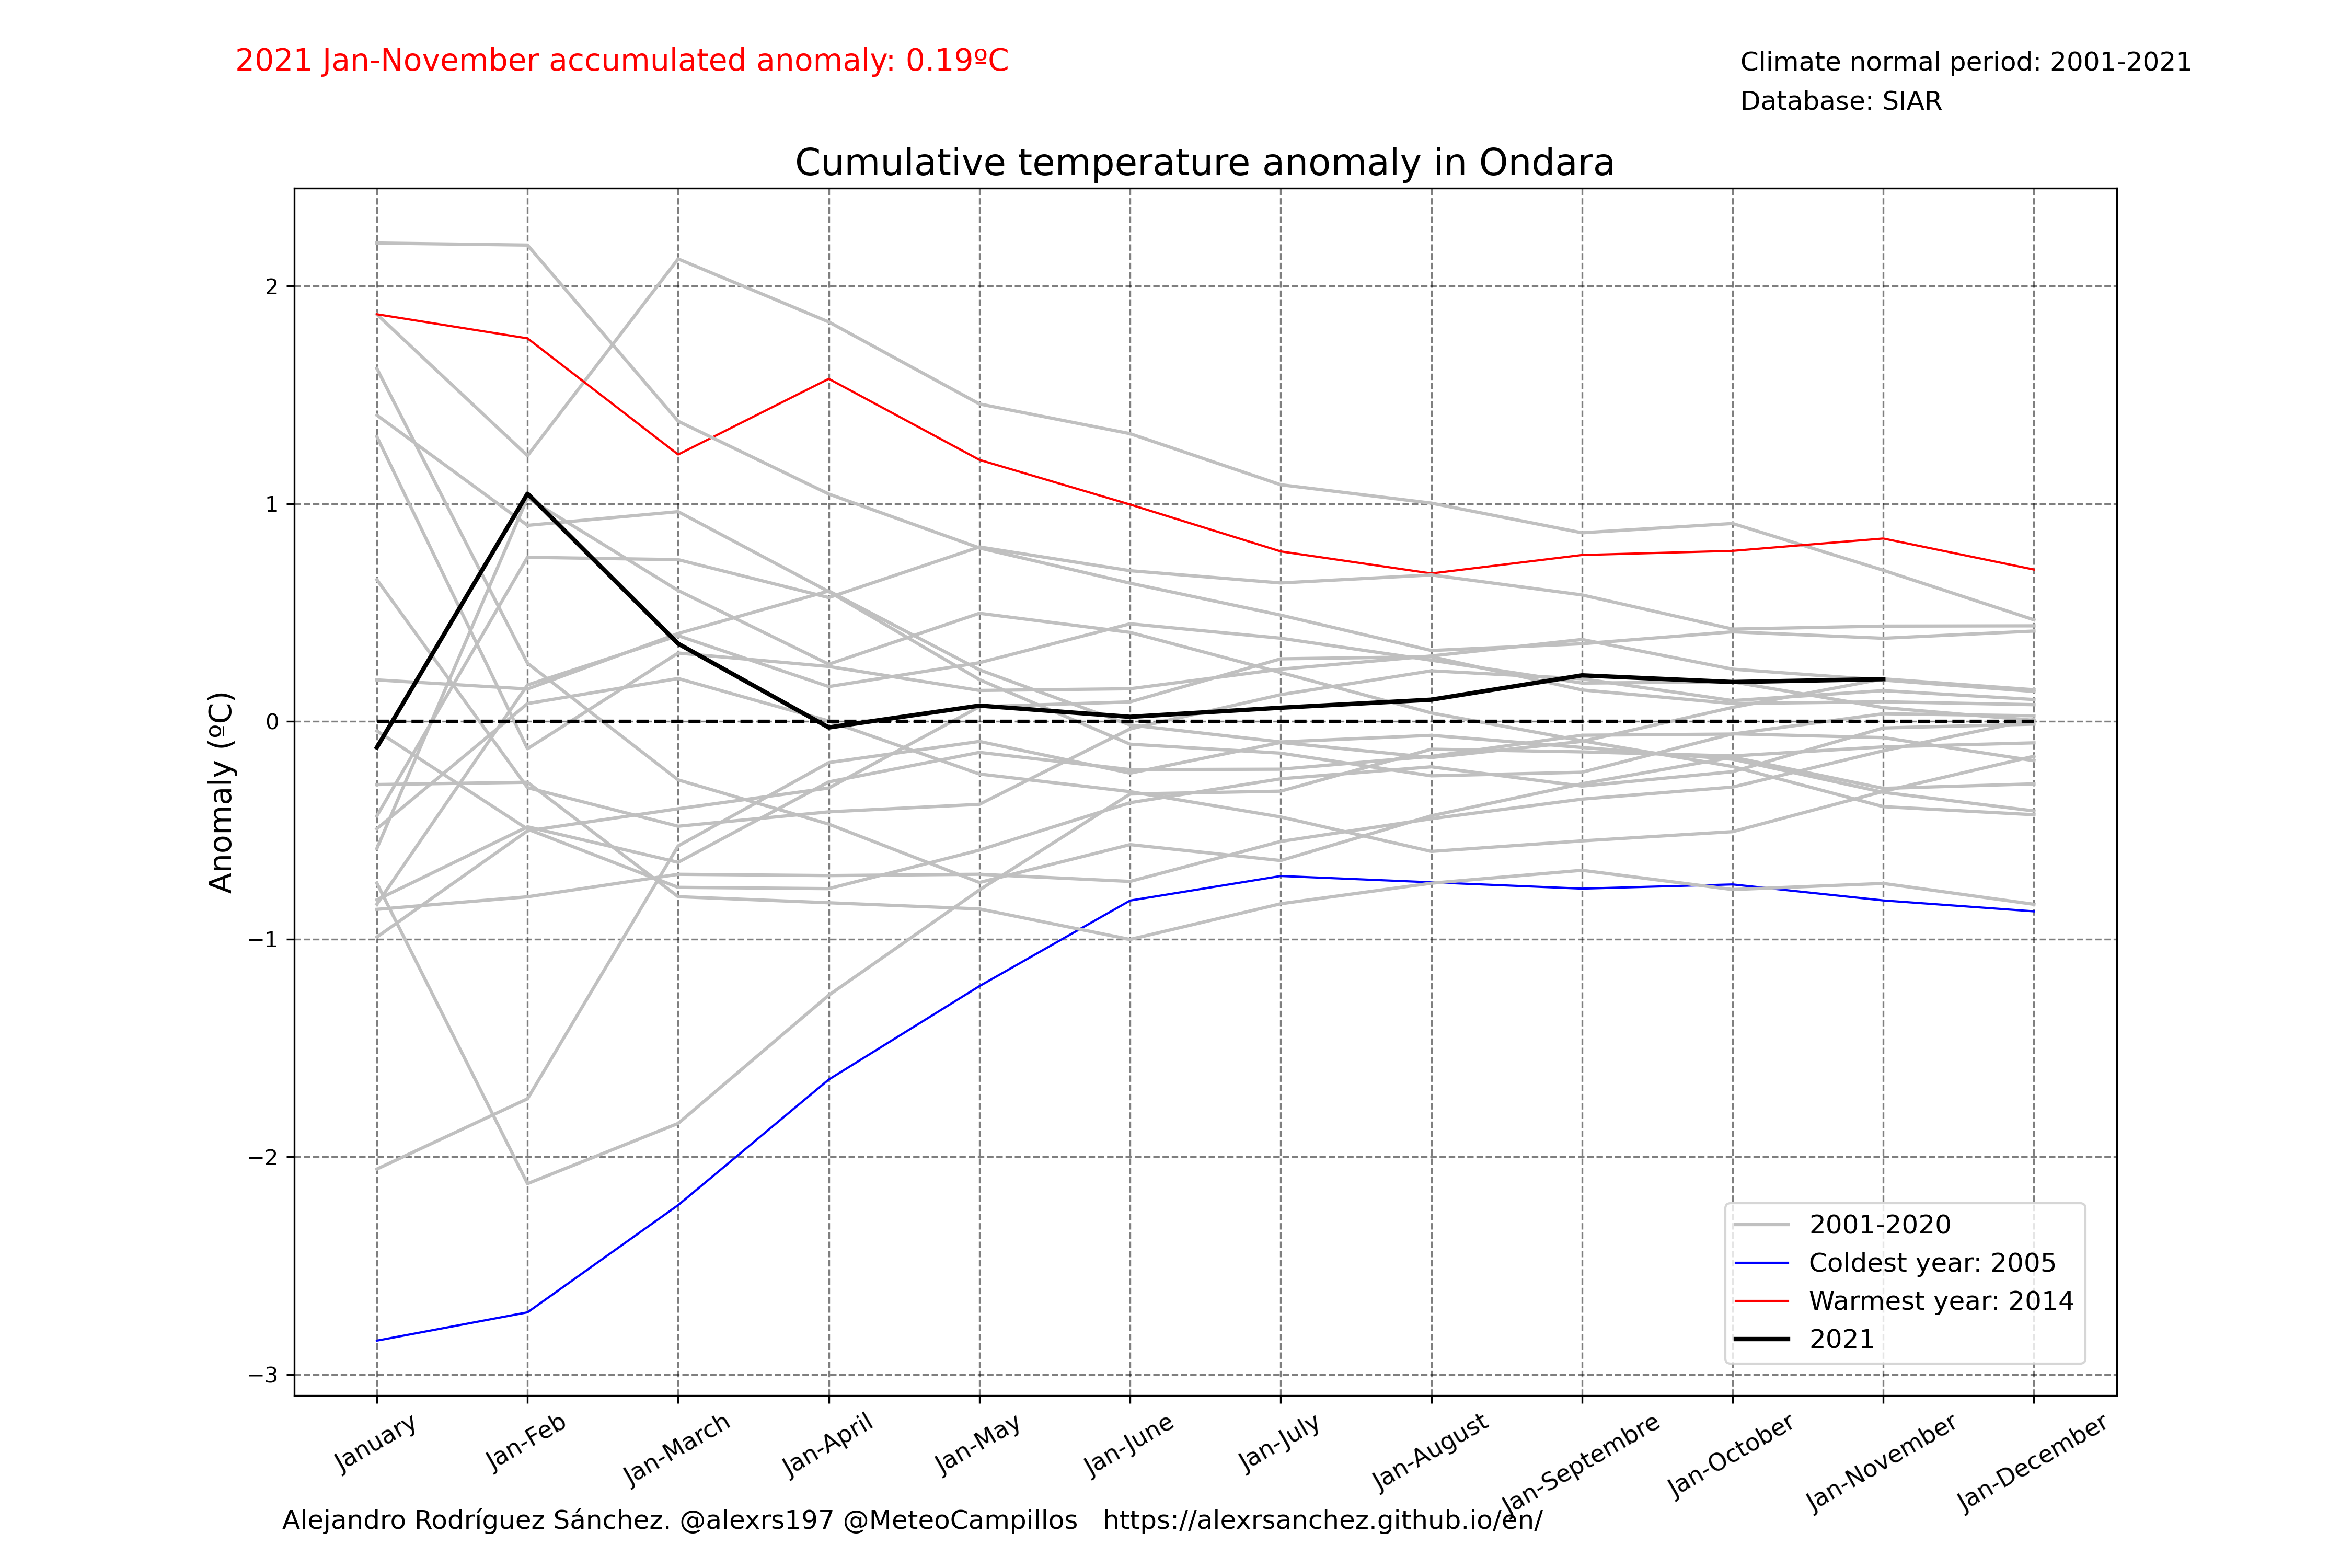 2021 Jan-November accumulated anomaly: 0.19ºC
Climate normal period: 2001-2021
Database: SIAR
Cumulative temperature anomaly in Ondara
Anomaly (ºC)
2
1
0
−1
−2
−3
2001-2020
Coldest year: 2005
Warmest year: 2014
2021
January
Jan-Feb
Jan-March
Jan-April
Jan-May
Jan-June
Jan-July
Jan-August
Jan-Septembre
Jan-October
Jan-November
Jan-December
Alejandro Rodríguez Sánchez. @alexrs197 @MeteoCampillos https://alexrsanchez.github.io/en/